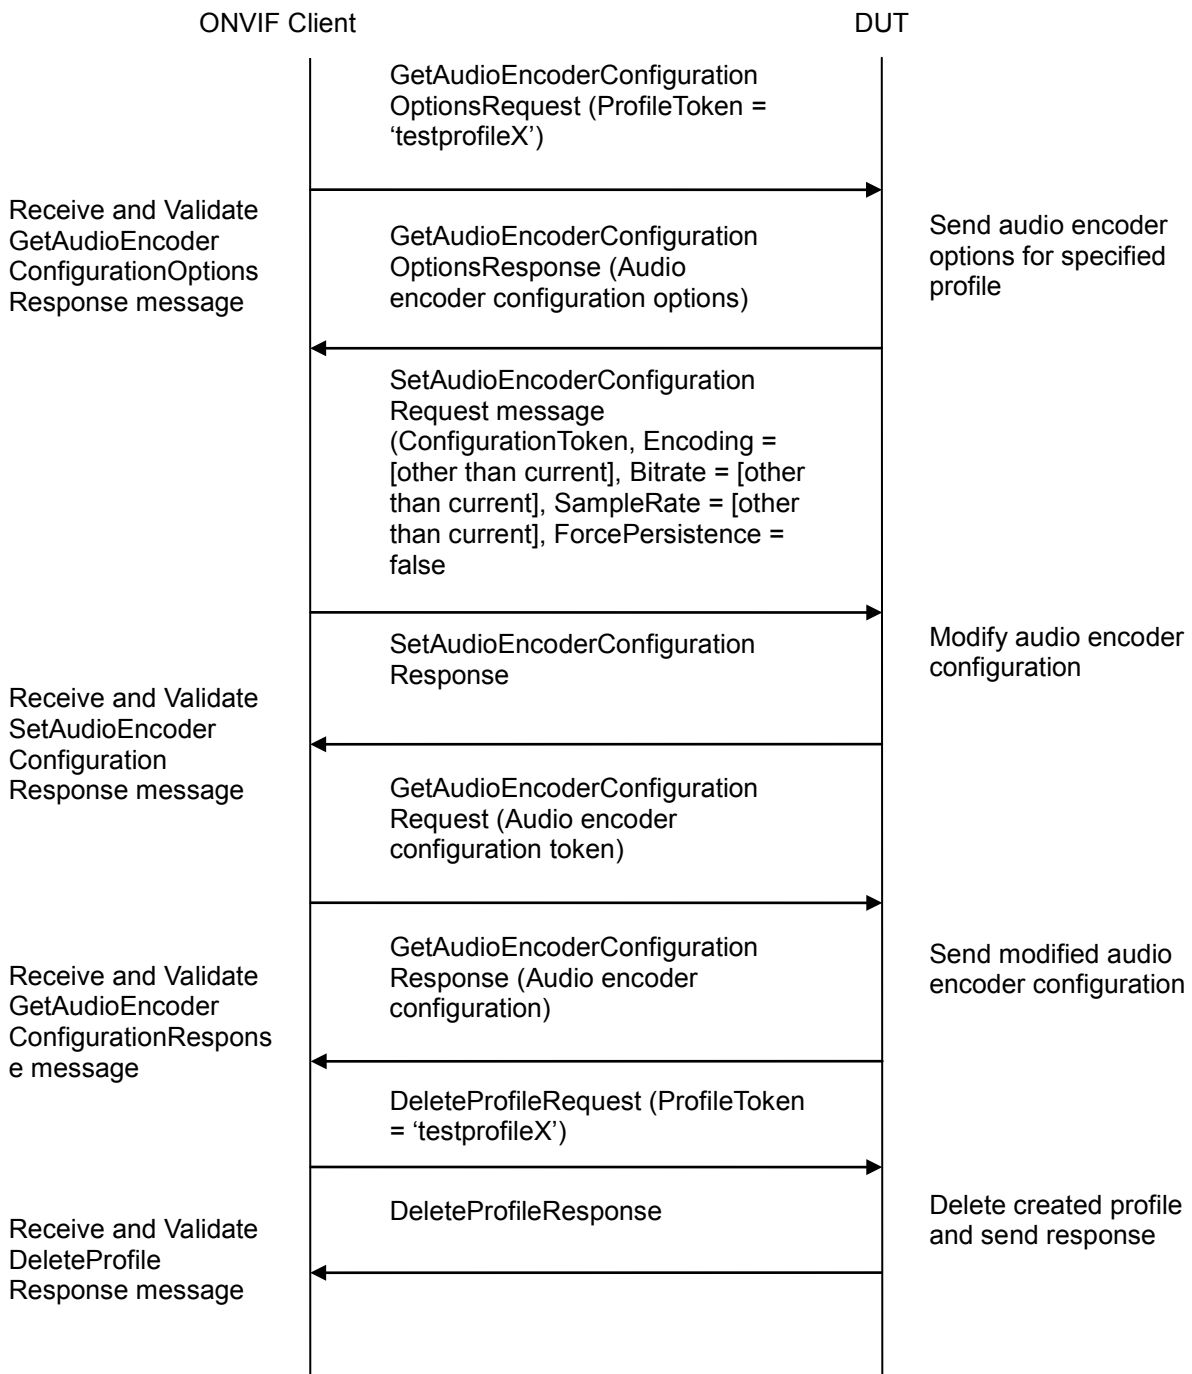 ONVIF Client
DUT
GetAudioEncoderConfiguration
OptionsRequest (ProfileToken =
‘testprofileX’)
Receive and Validate
GetAudioEncoder
ConfigurationOptions
Response message
GetAudioEncoderConfiguration
OptionsResponse (Audio
encoder configuration options)
Send audio encoder
options for specified
profile
SetAudioEncoderConfiguration
Request message
(ConfigurationToken, Encoding =
[other than current], Bitrate = [other
than current], SampleRate = [other
than current], ForcePersistence =
false
SetAudioEncoderConfiguration
Response
Modify audio encoder
configuration
Receive and Validate
SetAudioEncoder
Configuration
Response message
GetAudioEncoderConfiguration
Request (Audio encoder
configuration token)
GetAudioEncoderConfiguration
Response (Audio encoder
configuration)
Send modified audio
encoder configuration
Receive and Validate
GetAudioEncoder
ConfigurationRespons
e message
DeleteProfileRequest (ProfileToken
= ‘testprofileX’)
DeleteProfileResponse
Delete created profile
and send response
Receive and Validate
DeleteProfile
Response message